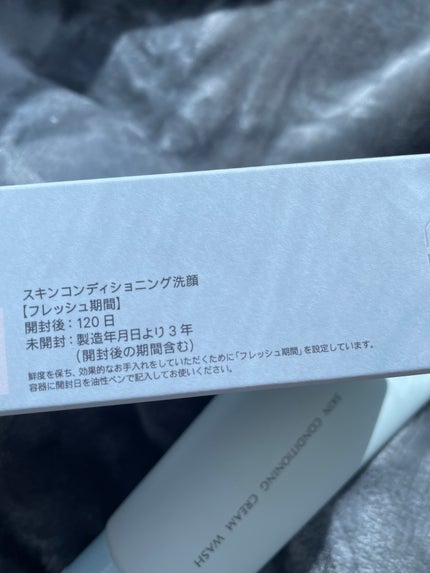 スキンコンディショニング洗顔
【フレッシュ期間】
開封後：120日
未開封：製造年月日より3年
（開封後の期間含む）
鮮度を保ち、効果的なお手入れをしていただくために「フレッシュ期間」を設定しています。
容器に開封日を油性ペンで記入してお使いください。
SKIN CONDITIONING CREAM WASH